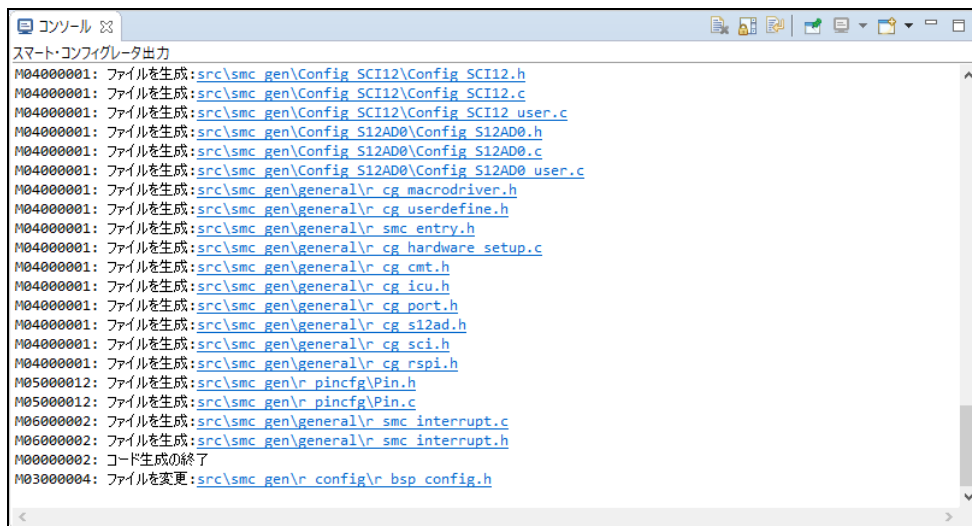 コンソール
スマート・コンフィグレータ出力
M04000001: ファイルを生成:src\smc_gen\Config_SCI12\Config_SCI12.h
M04000001: ファイルを生成:src\smc_gen\Config_SCI12\Config_SCI12.c
M04000001: ファイルを生成:src\smc_gen\Config_SCI12\Config_SCI12_user.c
M04000001: ファイルを生成:src\smc_gen\Config_S12AD0\Config_S12AD0.h
M04000001: ファイルを生成:src\smc_gen\Config_S12AD0\Config_S12AD0.c
M04000001: ファイルを生成:src\smc_gen\Config_S12AD0\Config_S12AD0_user.c
M04000001: ファイルを生成:src\smc_gen\general\r_cg_macrodriver.h
M04000001: ファイルを生成:src\smc_gen\general\r_cg_userdefine.h
M04000001: ファイルを生成:src\smc_gen\general\r_smc_entry.h
M04000001: ファイルを生成:src\smc_gen\general\r_cg_hardware_setup.c
M04000001: ファイルを生成:src\smc_gen\general\r_cg_cmt.h
M04000001: ファイルを生成:src\smc_gen\general\r_cg_icu.h
M04000001: ファイルを生成:src\smc_gen\general\r_cg_port.h
M04000001: ファイルを生成:src\smc_gen\general\r_cg_s12ad.h
M04000001: ファイルを生成:src\smc_gen\general\r_cg_sci.h
M04000001: ファイルを生成:src\smc_gen\general\r_cg_rspi.h
M05000012: ファイルを生成:src\smc_gen\r_pincfg\Pin.h
M05000012: ファイルを生成:src\smc_gen\r_pincfg\Pin.c
M06000002: ファイルを生成:src\smc_gen\general\r_smc_interrupt.c
M06000002: ファイルを生成:src\smc_gen\general\r_smc_interrupt.h
M00000002: コード生成の終了
M03000004: ファイルを変更:src\smc_gen\r_config\r_bsp_config.h